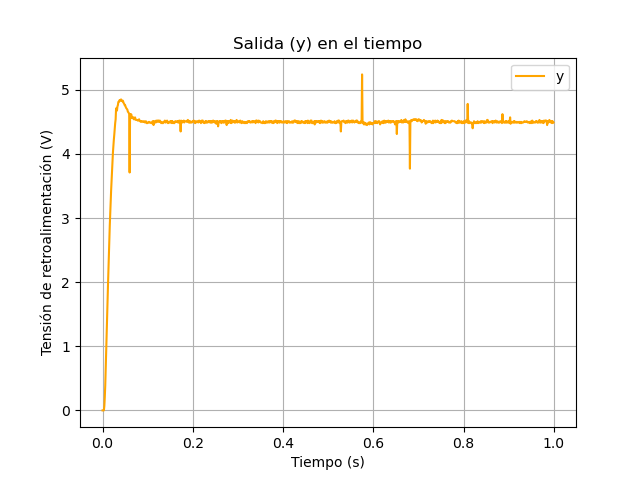 Salida (y) en el tiempo
y
Tensión de retroalimentación (V)
5
4
3
2
1
0
0.0 0.2 0.4 0.6 0.8 1.0
Tiempo (s)